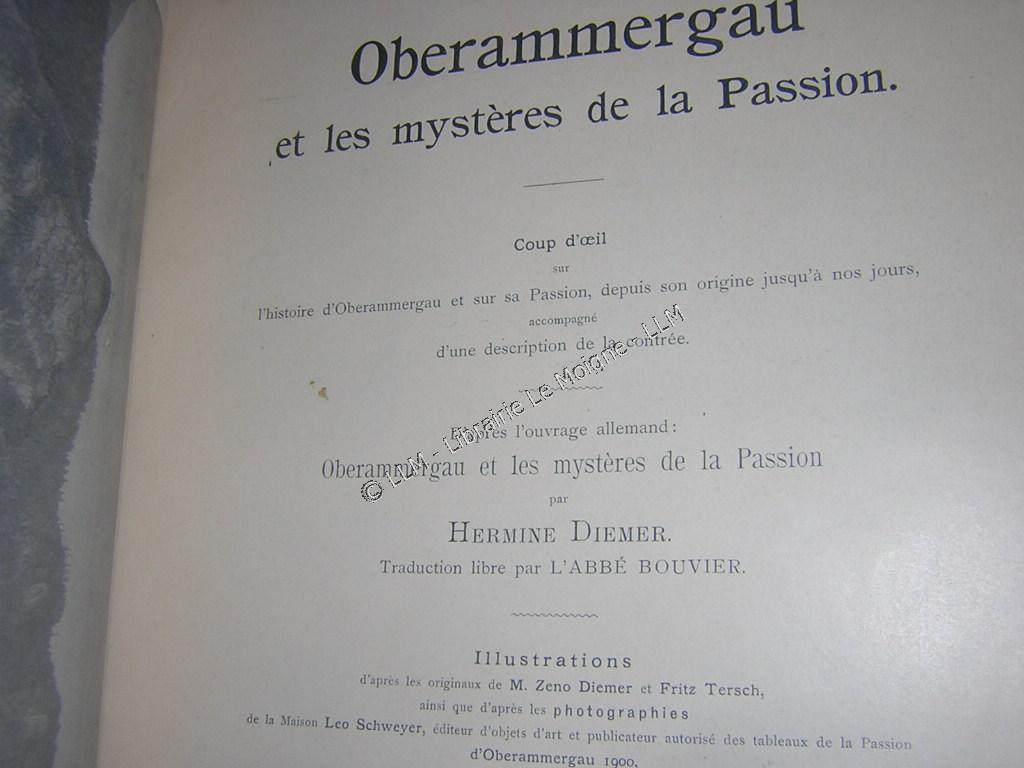 Oberammergau
et les mystères de la Passion.
Coup d'œil
sur
l'histoire d'Oberammergau et sur sa Passion, depuis son origine jusqu'à nos jours,
accompagné
d'une description de la contrée.
D'après l'ouvrage allemand:
Oberammergau et les mystères de la Passion
par
HERMINE DIEMER.
Traduction libre par L'ABBÉ BOUVIER.
Illustrations
d'après les originaux de M. Zeno Diemer et Fritz Tersch,
ainsi que d'après les photographies
de la Maison Leo Schweyer, éditeur d'objets d'art et publicateur autorisé des tableaux de la Passion
d'Oberammergau 1900,
© LLM - Librairie Le Moigne - LLM